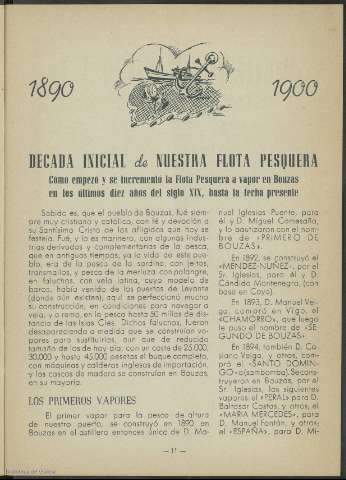 1890
1900
DECADA INICIAL de NUESTRA FLOTA PESQUERA
Cómo empezó y se incrementó la Flota Pesquera a vapor en Bouzas
en los últimos diez años del siglo XIX, hasta la fecha presente
Sabido es, que el pueblo de Bouzas, fué siem-
pre muy cristiano y católico, con fé y devoción a
su Santísimo Cristo de los afligidos que hoy se
festeja. Fué, y lo es marinero, con algunas indus-
trias derivadas y complementarias de la pesca,
que en antiguos tiempos, ya la vida de este pue-
blo, era de la pesca de la sardina, con jeitos,
transmallos, y pesca de la merluza, con palangre,
en faluchos, con vela latina, cuyo modelo de
barco, había venido de los puertos de Levante
(donde aún existen), aquí se perfeccionó mucho
su construcción, en condiciones, para navegar a
vela, y a remo, en la pesca hasta 50 millas de dis-
tancia de las Islas Cíes. Dichos faluchos, fueron
desapareciendo a medida que se construían va-
pores para sustituirlos, aún que de reducido
tamaño de los de hoy día; con un coste de 25.000,
30.000 y hasta 45.000 pesetas el buque completo,
con máquinas y calderas inglesas de importación,
y los cascos de madera se construían en Bouzas,
en su mayoría.
LOS PRIMEROS VAPORES
El primer vapor para la pesca de altura
de nuestro puerto, se construyó en 1890 en
Bouzas en el astillero entonces único de D. Ma-
nuel Iglesias Puente, para
él y D. Miguel Comesaña,
y lo bautizaron con el nom-
bre de «PRIMERO DE
BOUZAS».
En 1892, se construyó el
«MENDEZ-NUÑEZ», por el
Sr. Iglesias, para él y D.
Cándido Montenegro, (con
base en Cayo).
En 1893, D. Manuel Vei-
ga, compró en Vigo, el
«CHAMORRO», que luego
le puso el nombre de «SE-
GUNDO DE BOUZAS».
En 1894, también D. Ca-
siano Veiga, y otros, com-
pró el «SANTO DOMIN-
GO» o (sambomba). Se cons-
truyeron en Bouzas, por el
Sr. Iglesias, los siguientes
vapores: el «PERAL» para D.
Baltasar Costas, y otros; el
«MARIA MERCEDES», para
D. Manuel Fontán, y otros;
el «ESPAÑA», para D. Mi-